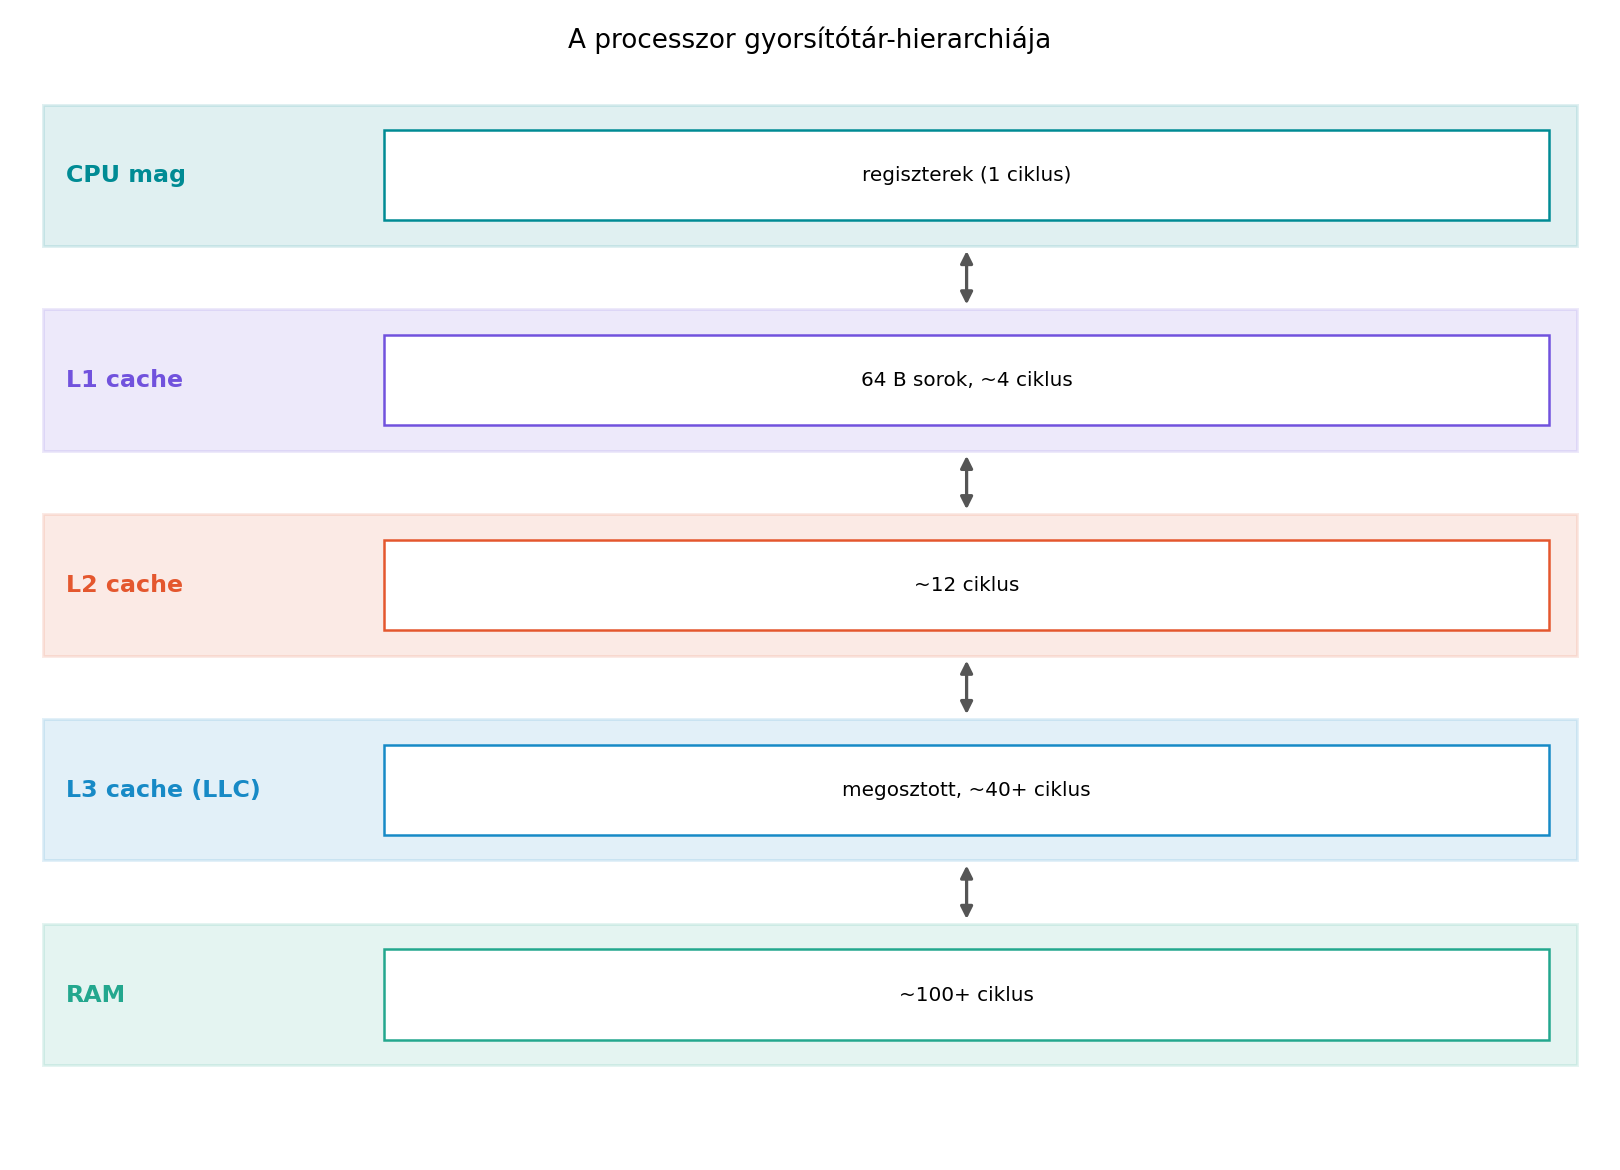 A processzor gyorsítótár-hierarchiája
CPU mag
regiszterek (1 ciklus)
L1 cache
64 B sorok, ~4 ciklus
L2 cache
~12 ciklus
L3 cache (LLC)
megosztott, ~40+ ciklus
RAM
~100+ ciklus